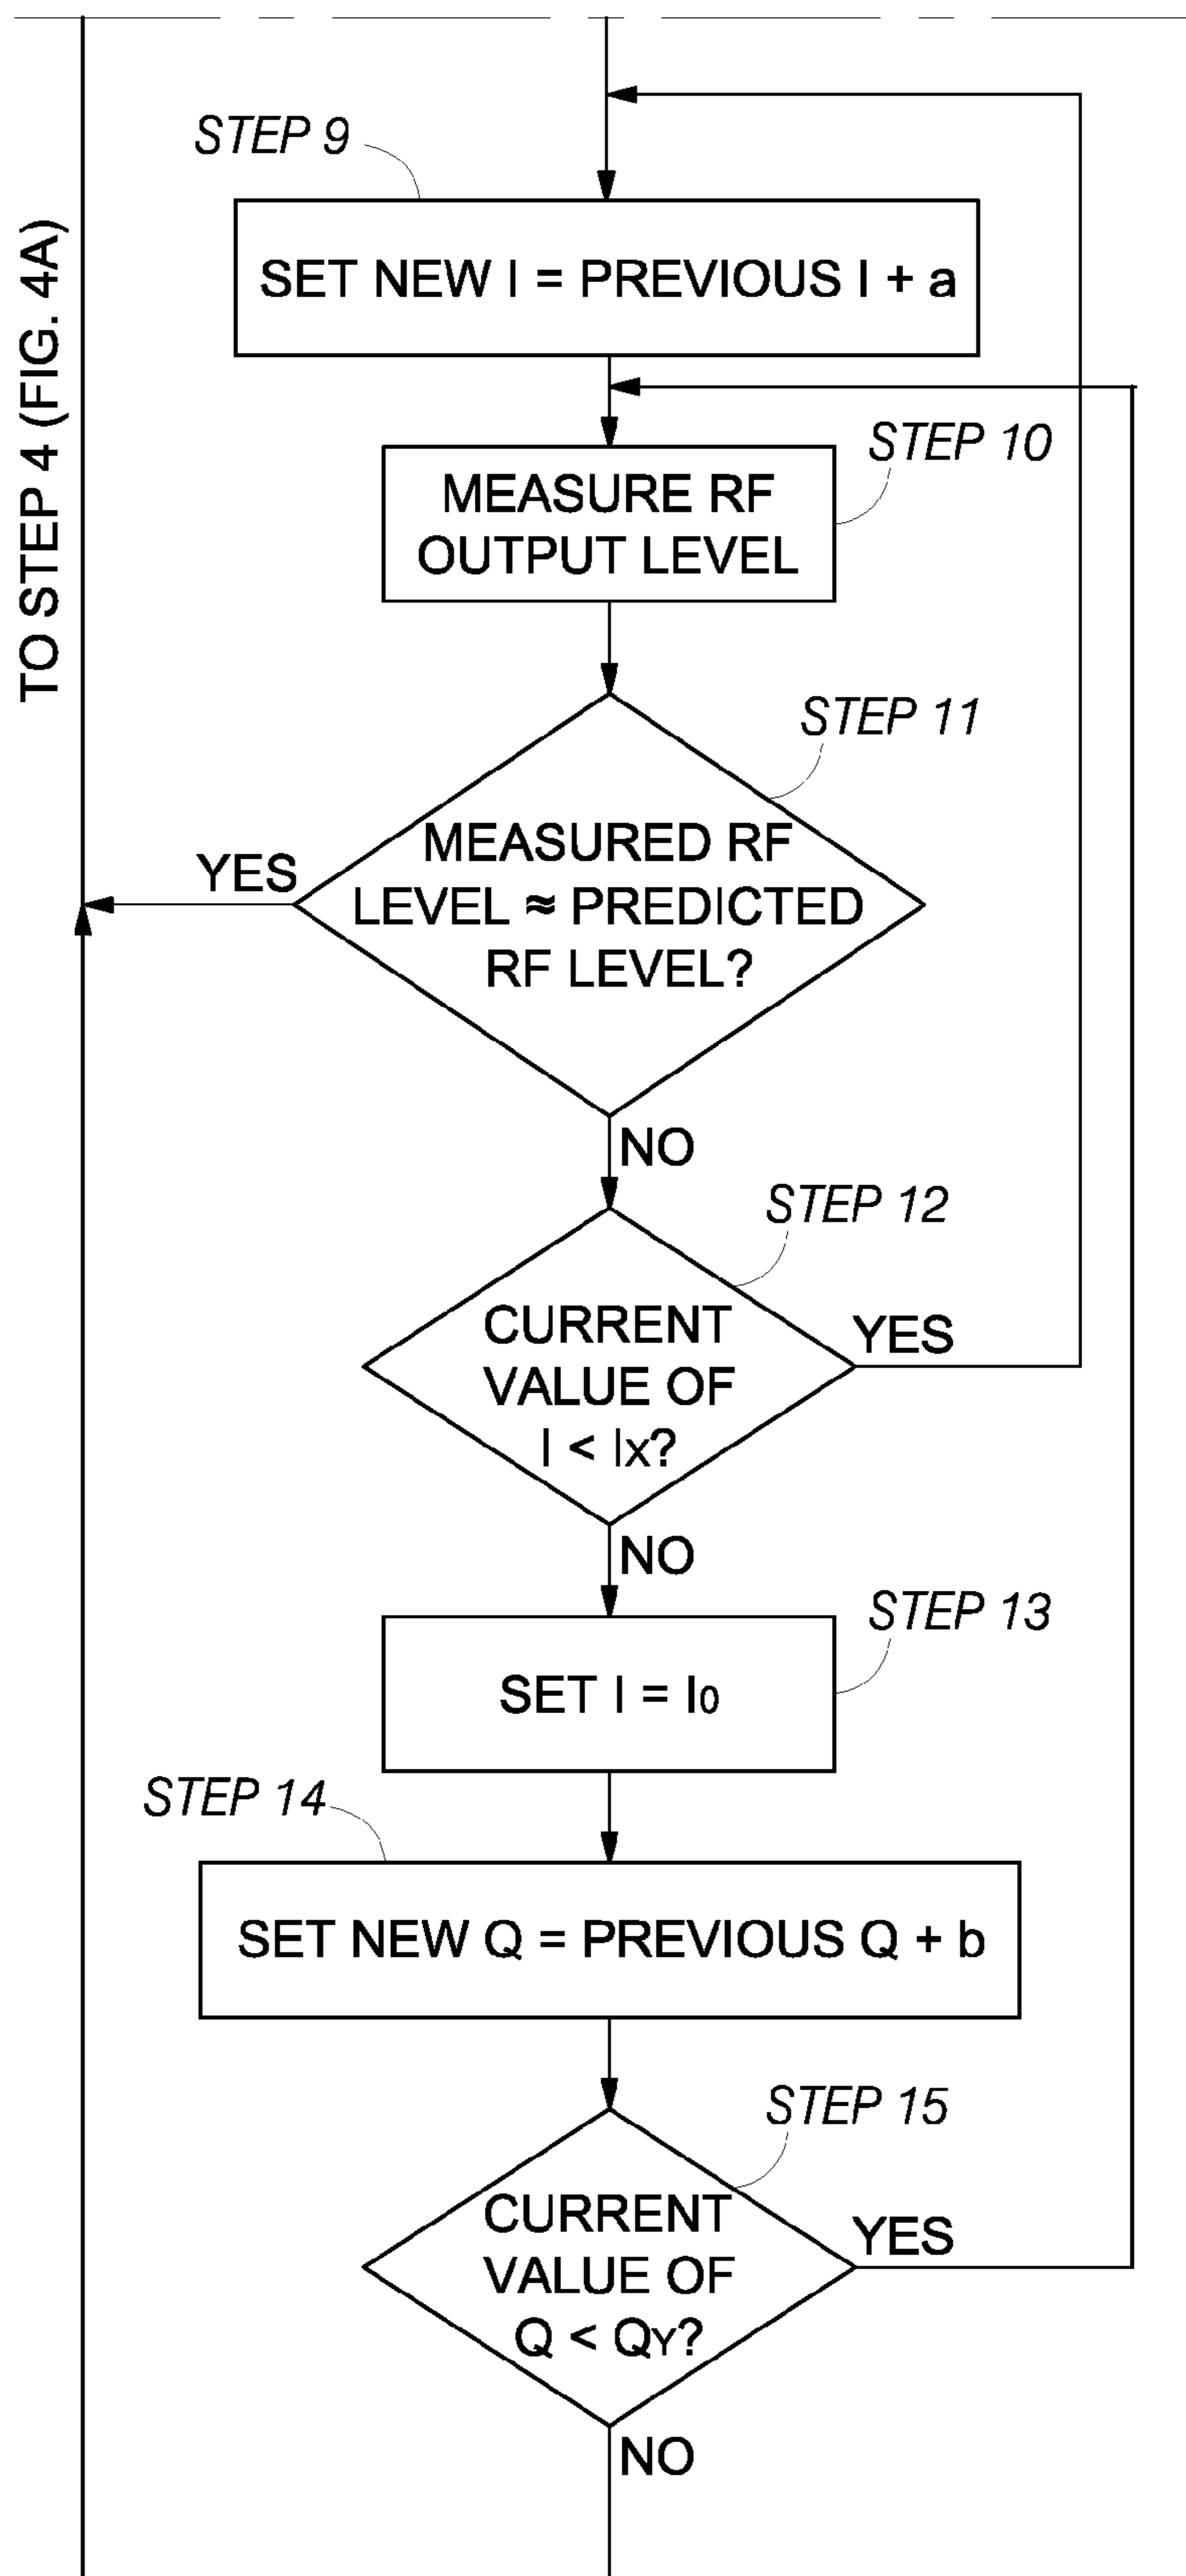 TO STEP 4 (FIG. 4A)
STEP 9
SET NEW I = PREVIOUS I + a
STEP 10
MEASURE RF
OUTPUT LEVEL
STEP 11
MEASURED RF
LEVEL ≈ PREDICTED
RF LEVEL?
YES
NO
STEP 12
CURRENT
VALUE OF
I < IX?
YES
NO
STEP 13
SET I = I0
STEP 14
SET NEW Q = PREVIOUS Q + b
STEP 15
CURRENT
VALUE OF
Q < QY?
YES
NO